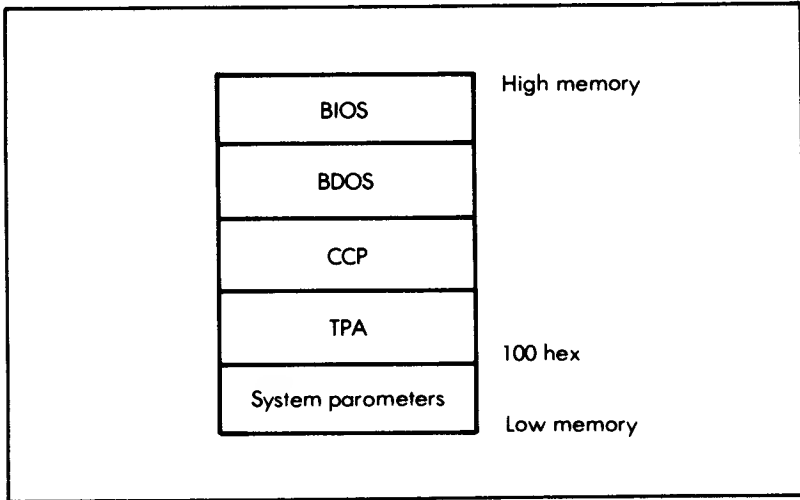 High memory
BIOS
BDOS
CCP
TPA
100 hex
System parometers
Low memory